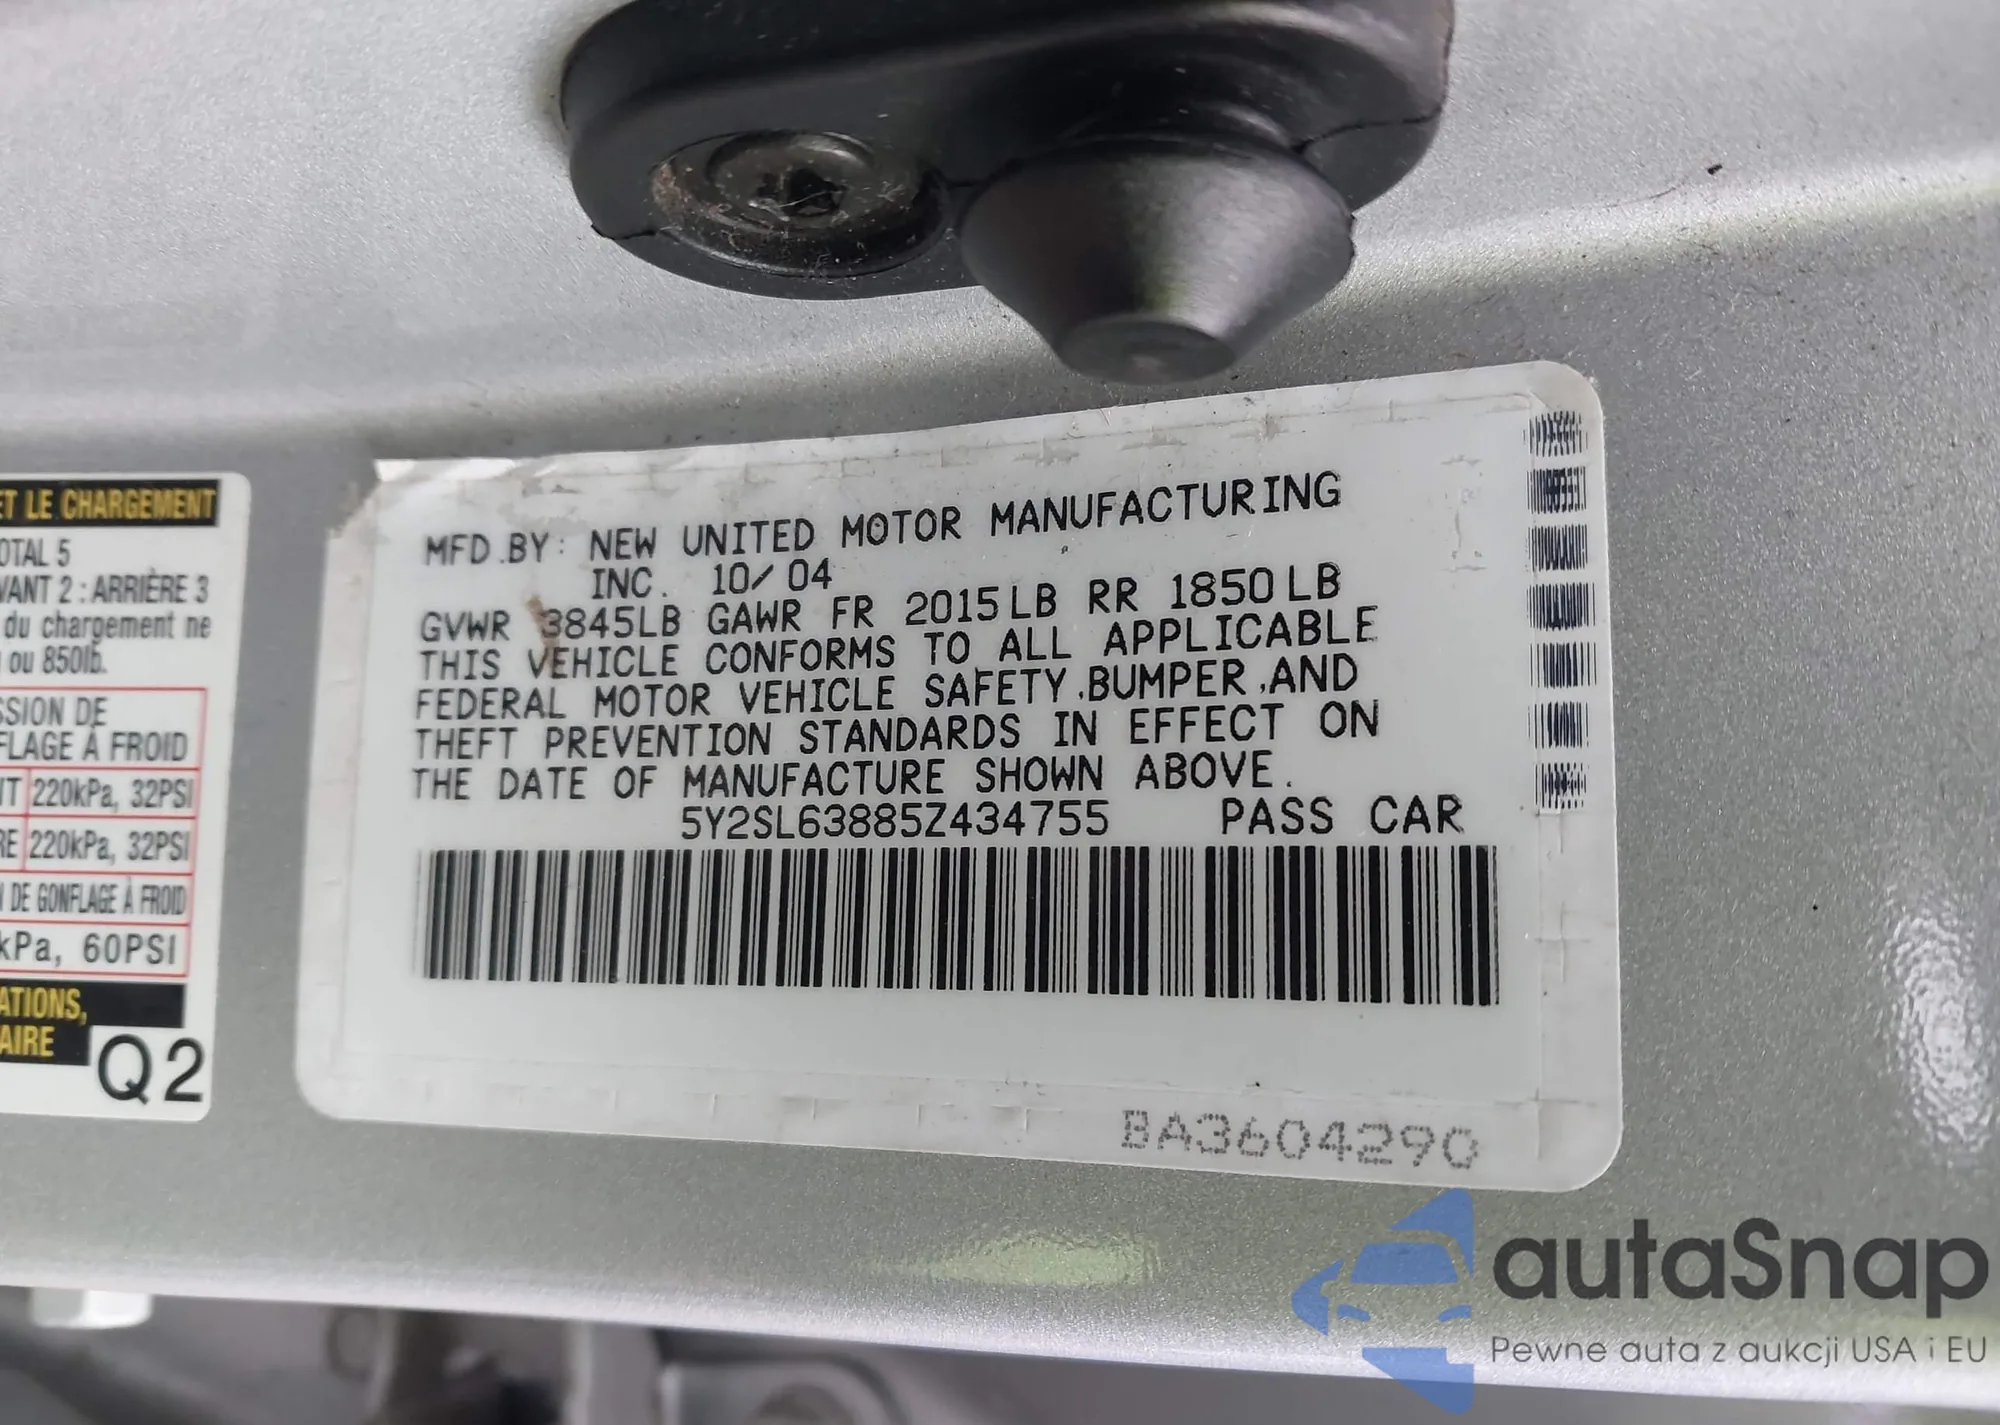 ET LE CHARGEMENT
OTAL 5
VANT 2 : ARRIÈRE 3
du chargement ne
ou 850lb.
SSION DE
FLAGE À FROID
NT 220kPa, 32PSI
RE 220kPa, 32PSI
N DE GONFLAGE À FROID
kPa, 60PSI
ATIONS,
AIRE
Q2
MFD.BY: NEW UNITED MOTOR MANUFACTURING
INC. 10/04
GVWR 3845LB GAWR FR 2015LB RR 1850LB
THIS VEHICLE CONFORMS TO ALL APPLICABLE
FEDERAL MOTOR VEHICLE SAFETY,BUMPER,AND
THEFT PREVENTION STANDARDS IN EFFECT ON
THE DATE OF MANUFACTURE SHOWN ABOVE.
5Y2SL63885Z434755 PASS CAR
BA3604290
autaSnap
Pewne auta z aukcji USA i EU